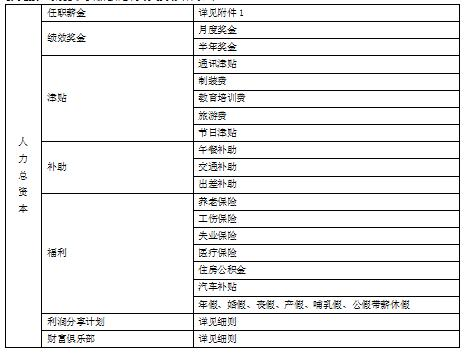 任职薪金 详见附件 1
绩效奖金 月度奖金
半年奖金
津贴 通讯津贴
制装费
教育培训费
旅游费
节日津贴
人力总资本
补助 午餐补助
交通补助
出差补助
福利 养老保险
工伤保险
失业保险
医疗保险
住房公积金
汽车补贴
年假、婚假、丧假、产假、哺乳假、公假带薪休假
利润分享计划 详见细则
财富俱乐部 详见细则